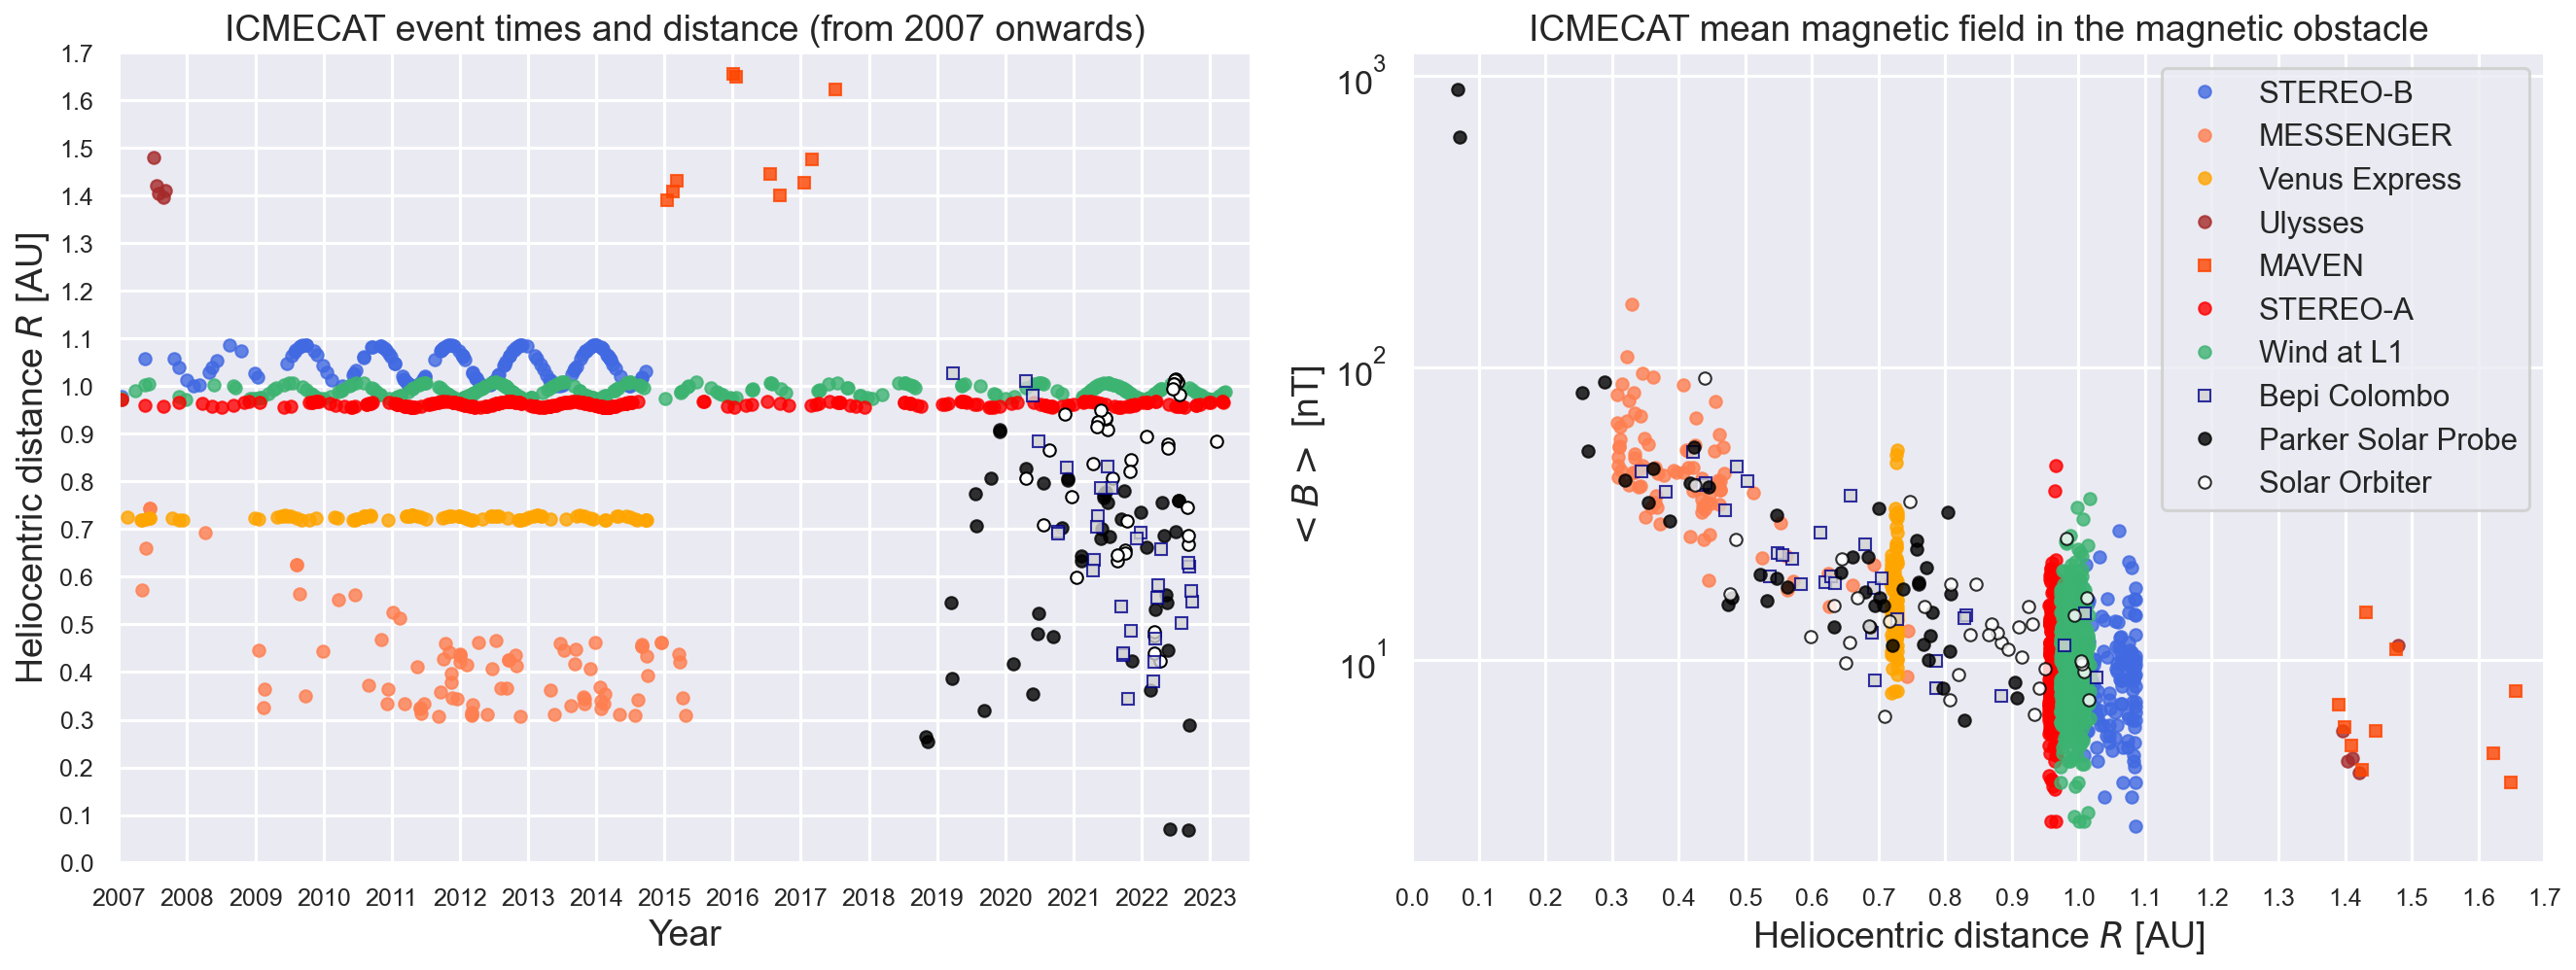 ICMECAT event times and distance (from 2007 onwards)
Heliocentric distance R [AU]
1.7
1.6
1.5
1.4
1.3
1.2
1.1
1.0
0.9
0.8
0.7
0.6
0.5
0.4
0.3
0.2
0.1
0.0
2007 2008 2009 2010 2011 2012 2013 2014 2015 2016 2017 2018 2019 2020 2021 2022 2023
Year
ICMECAT mean magnetic field in the magnetic obstacle
< B > [nT]
10^3
10^2
10^1
STEREO-B
MESSENGER
Venus Express
Ulysses
MAVEN
STEREO-A
Wind at L1
Bepi Colombo
Parker Solar Probe
Solar Orbiter
0.0 0.1 0.2 0.3 0.4 0.5 0.6 0.7 0.8 0.9 1.0 1.1 1.2 1.3 1.4 1.5 1.6 1.7
Heliocentric distance R [AU]